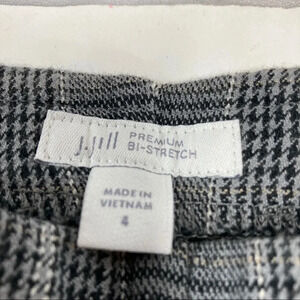 J.Jill PREMIUM
BI-STRETCH
MADE IN
VIETNAM
4